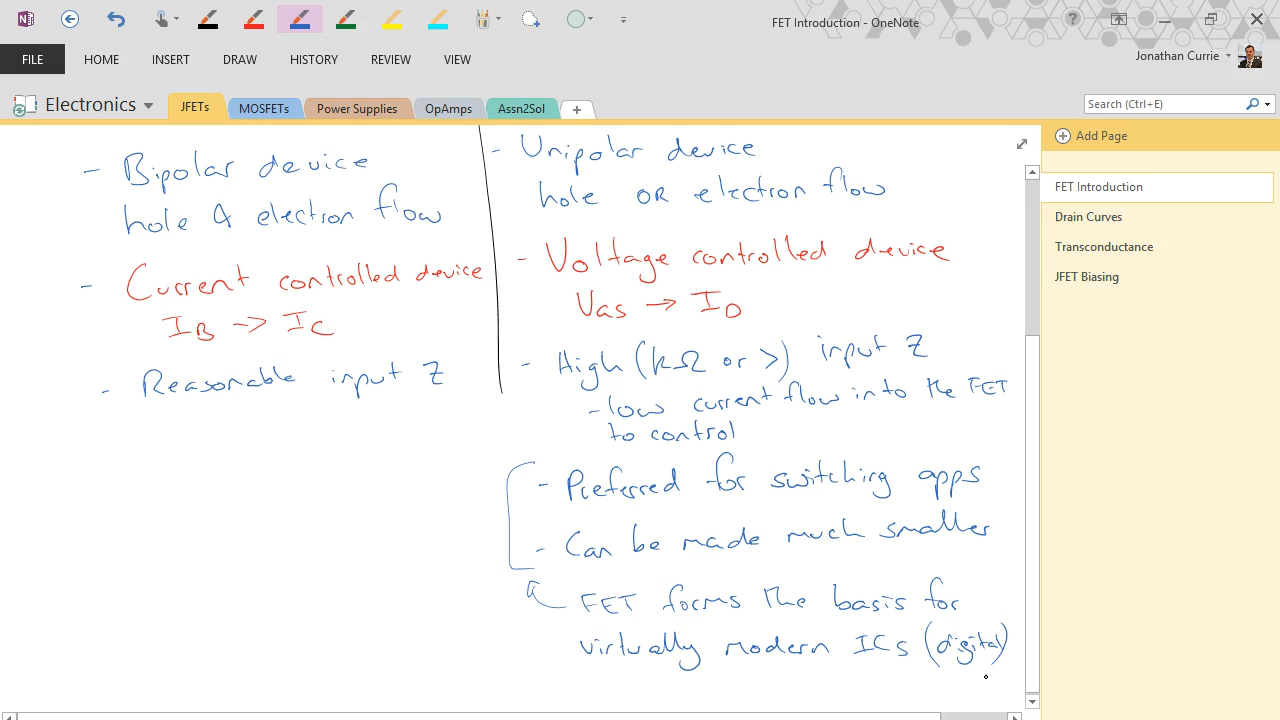 FET Introduction - OneNote
Jonathan Currie
FILE HOME INSERT DRAW HISTORY REVIEW VIEW
Electronics JFETs MOSFETs Power Supplies OpAmps Assn2Sol
Search (Ctrl+E)
Add Page
FET Introduction
Drain Curves
Transconductance
JFET Biasing
- Bipolar device
hole & electron flow
- Current controlled device
IB -> IC
- Reasonable input Z
- Unipolar device
hole OR electron flow
- Voltage controlled device
VGS → ID
- High (kΩ or >) input Z
- low current flow into the FET
to control
- Preferred for switching apps
- Can be made much smaller
FET forms the basis for
virtually modern ICs (digital)